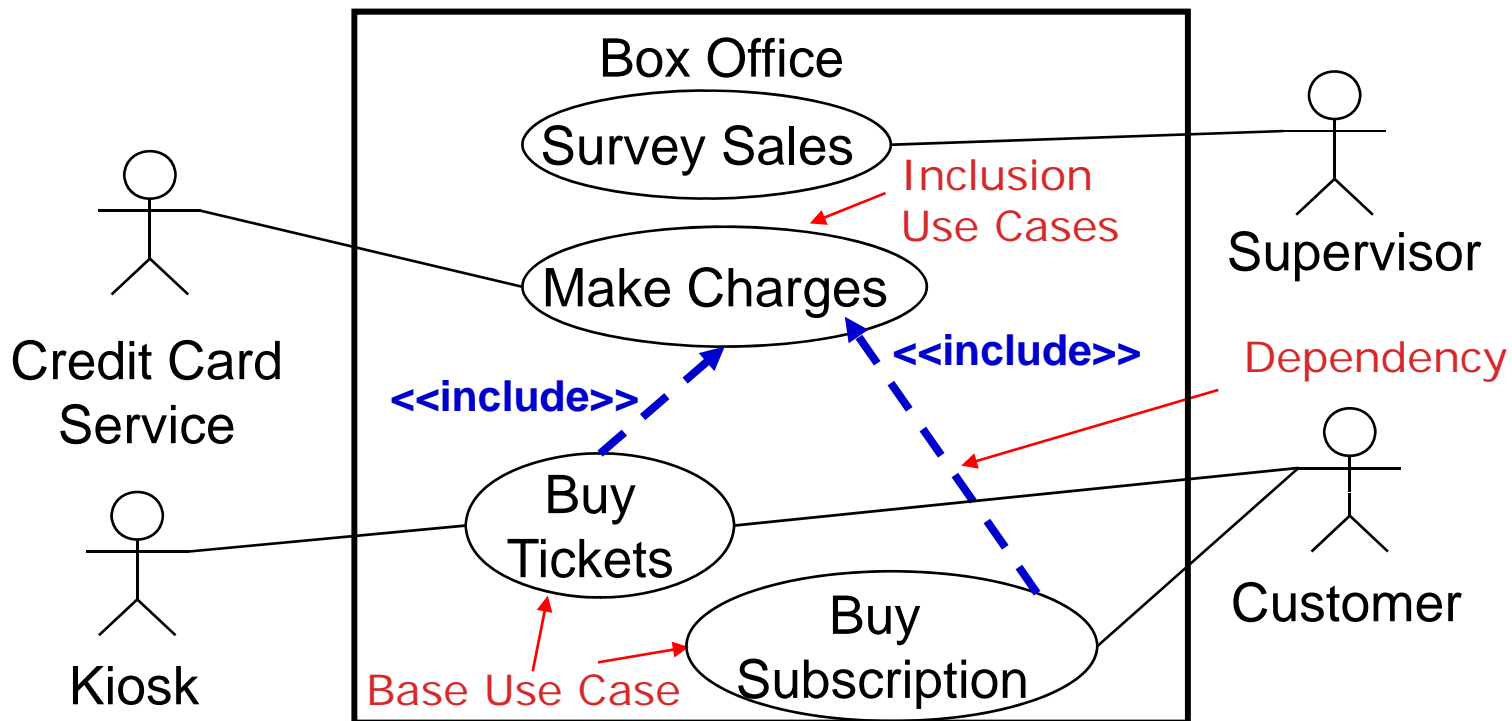 Box Office
Survey Sales
Inclusion
Use Cases
Supervisor
Make Charges
Credit Card
Service
<<include>>
<<include>>
Dependency
Buy
Tickets
Customer
Buy
Subscription
Kiosk
Base Use Case